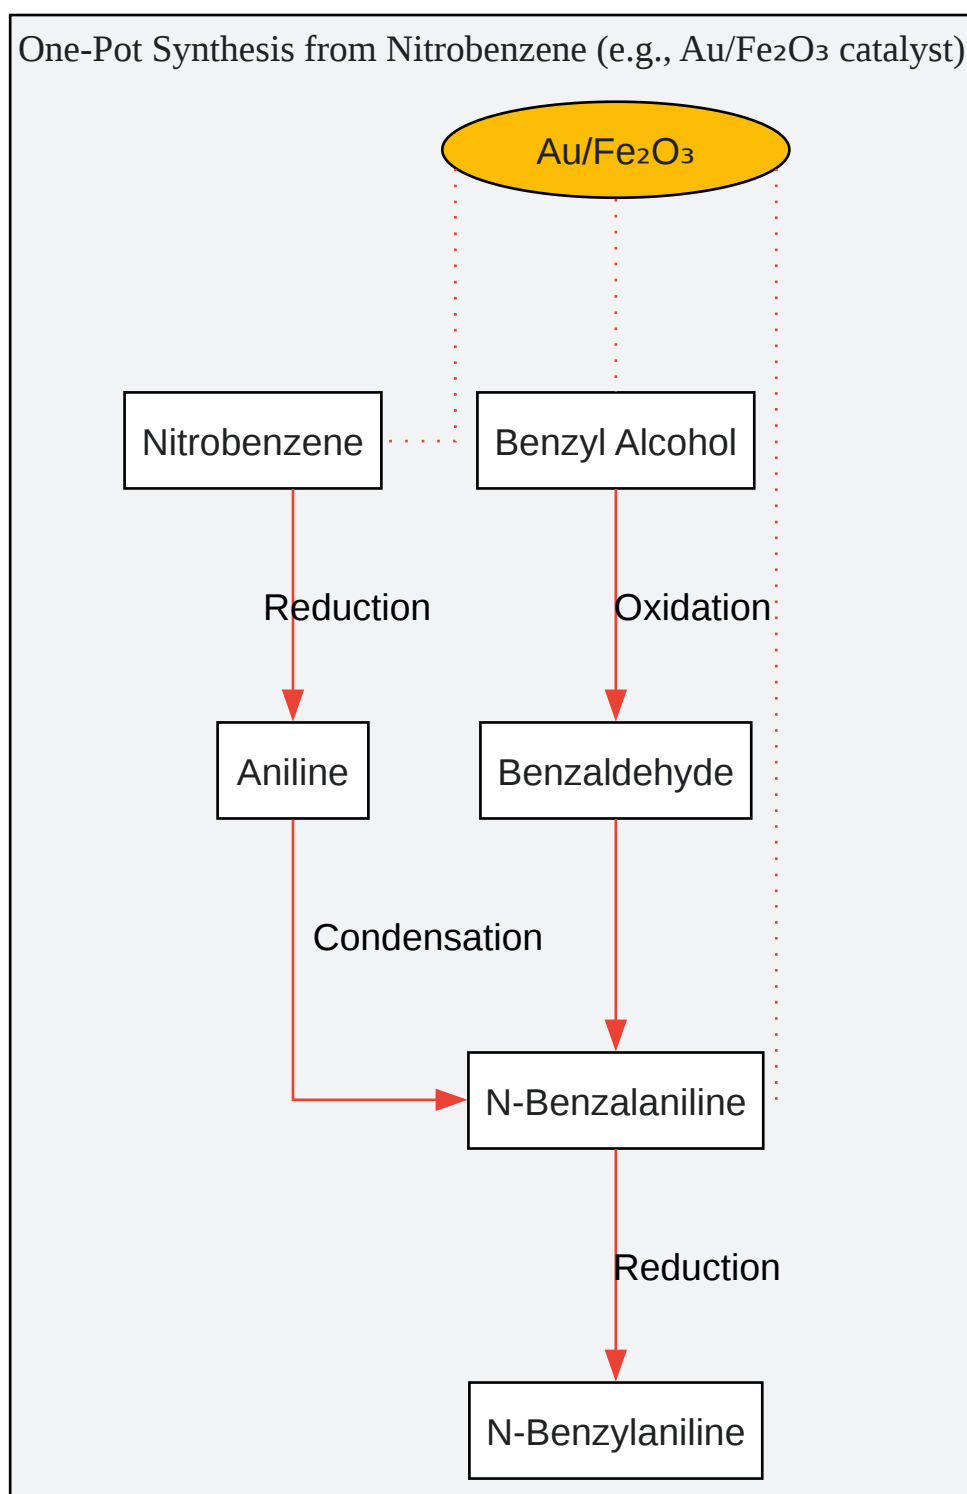 One-Pot Synthesis from Nitrobenzene (e.g., Au/Fe₂O₃ catalyst)
Au/Fe₂O₃
Nitrobenzene
Benzyl Alcohol
Reduction
Oxidation
Aniline
Benzaldehyde
Condensation
N-Benzalaniline
Reduction
N-Benzylaniline